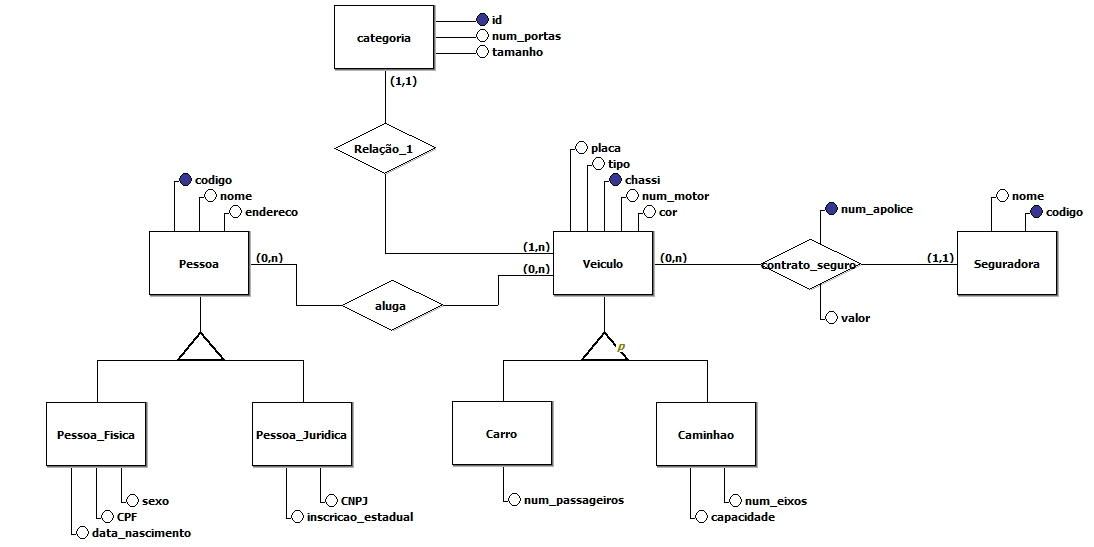 categoria
id
num_portas
tamanho
(1,1)
Relação_1
placa
tipo
chassi
num_motor
cor
codigo
nome
endereco
num_apolice
nome
codigo
Pessoa
(0,n)
(1,n)
(0,n)
Veiculo
(0,n)
contrato_seguro
(1,1)
Seguradora
aluga
valor
p
Pessoa_Fisica
Pessoa_Juridica
Carro
Caminhao
sexo
CPF
data_nascimento
CNPJ
inscricao_estadual
num_passageiros
num_eixos
capacidade